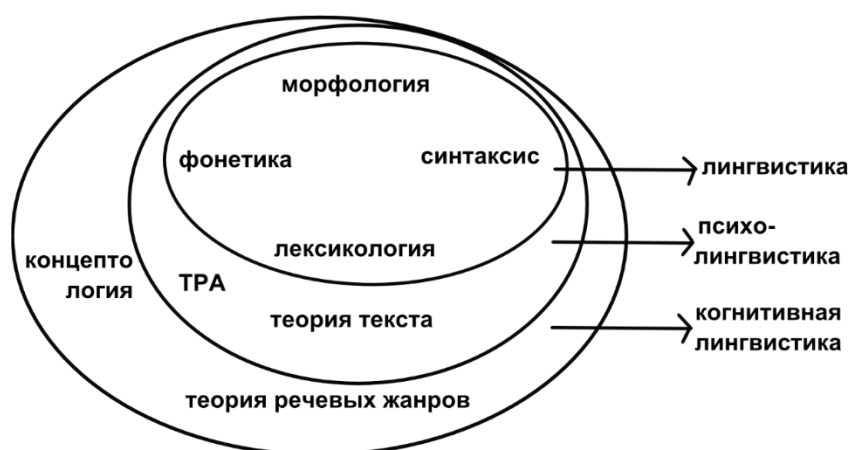 морфология
фонетика
синтаксис
лингвистика
лексикология
психо-
лингвистика
концепто
логия
ТРА
теория текста
когнитивная
лингвистика
теория речевых жанров